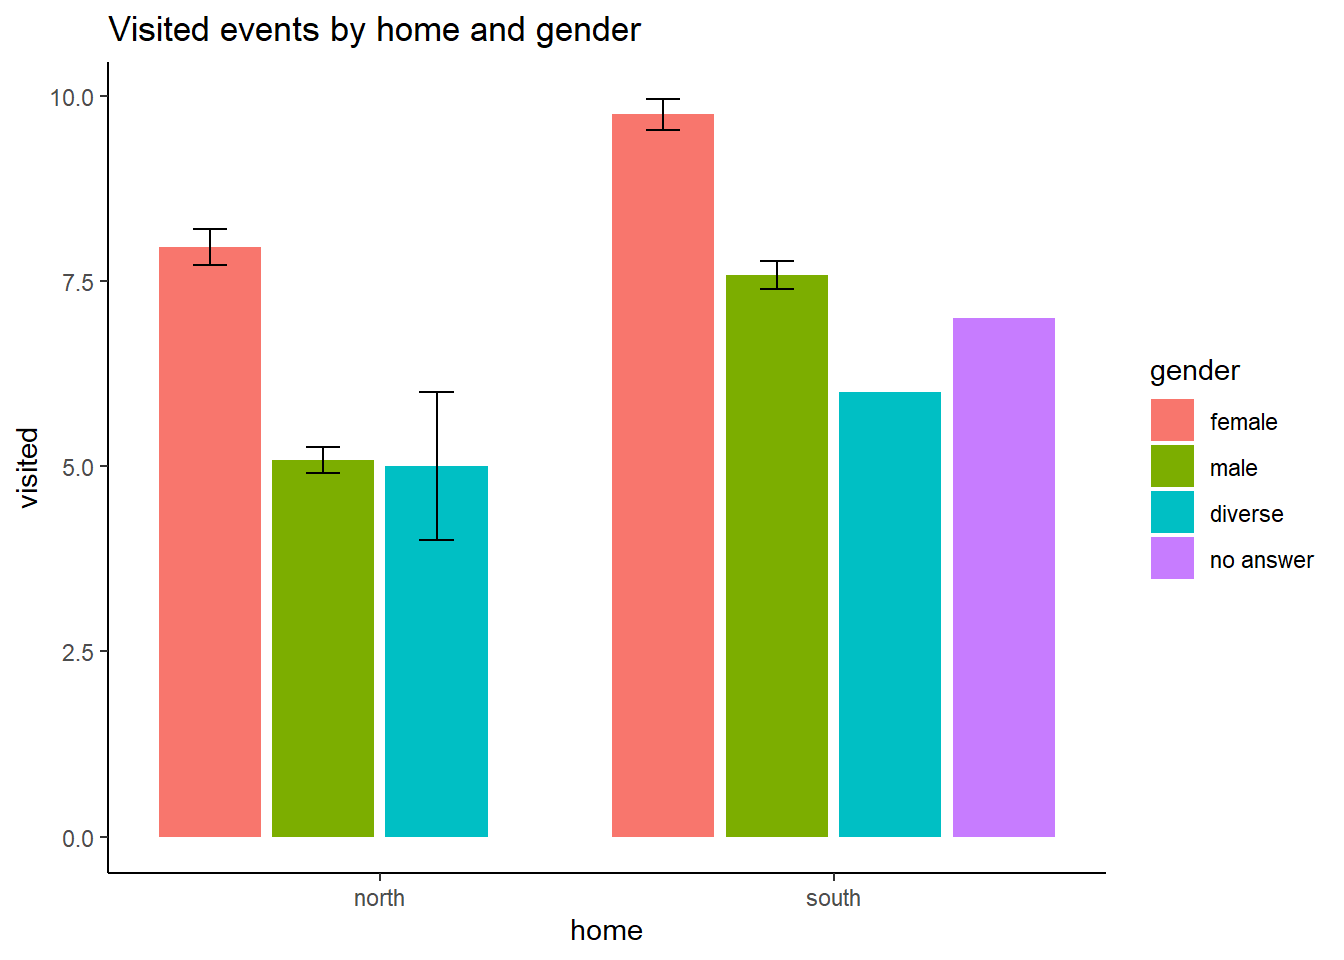 Visited events by home and gender
10.0
7.5
5.0
2.5
0.0
visited
north
south
home
gender
female
male
diverse
no answer